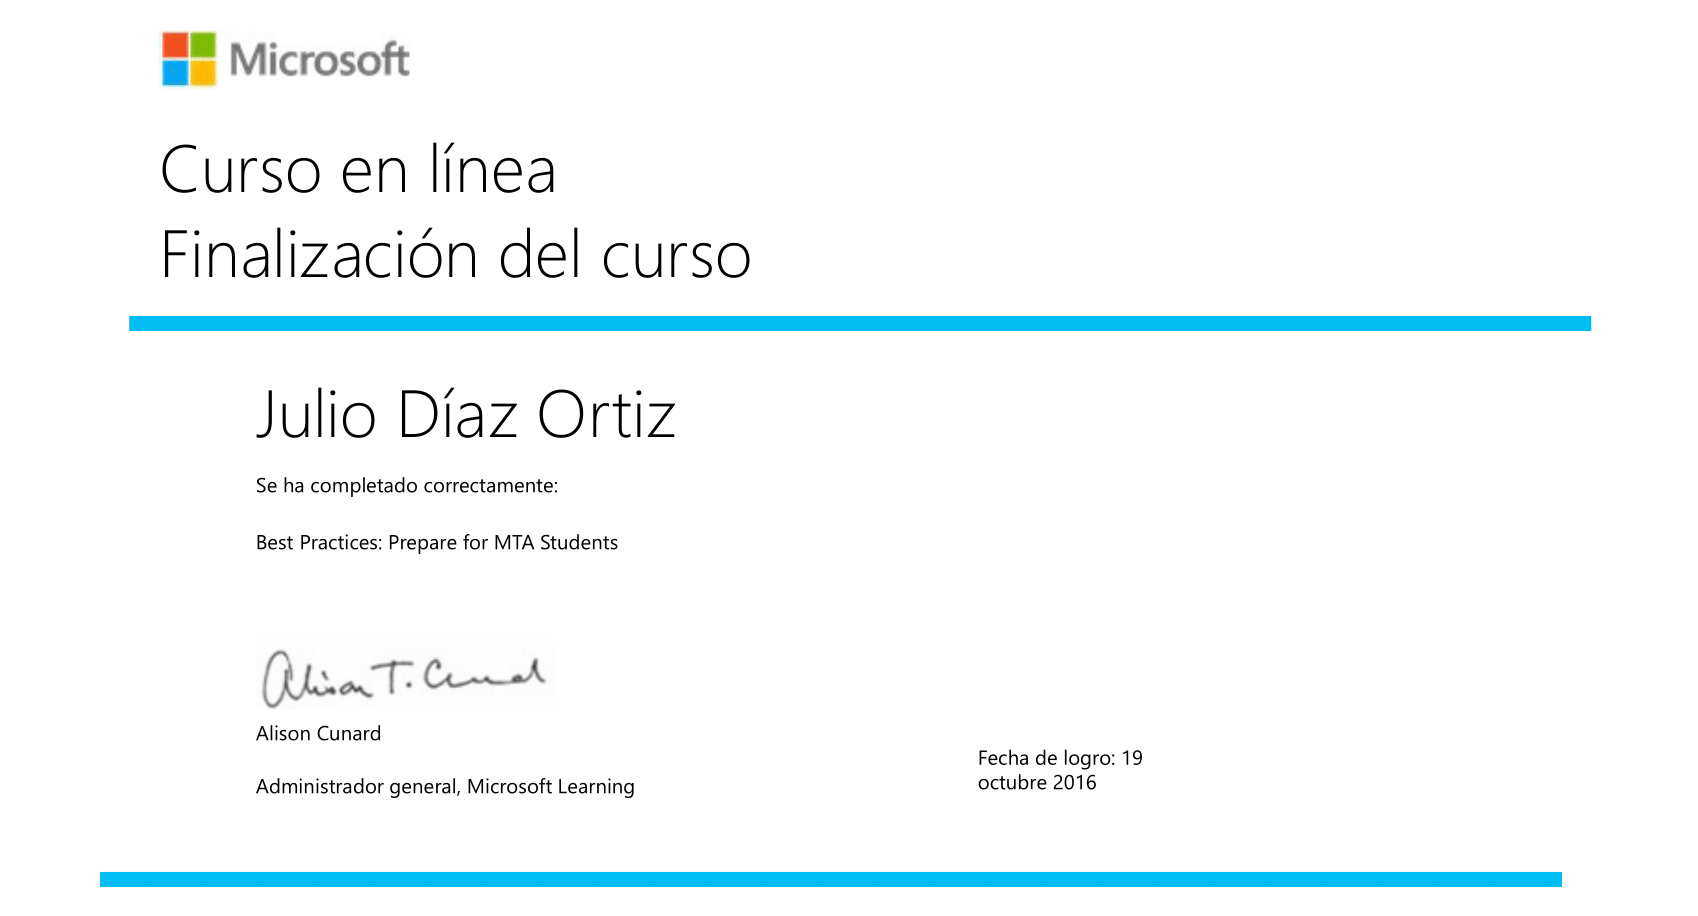 Microsoft
Curso en línea
Finalización del curso
Julio Díaz Ortiz
Se ha completado correctamente:
Best Practices: Prepare for MTA Students
Alison T. Cunard
Alison Cunard
Administrador general, Microsoft Learning
Fecha de logro: 19
octubre 2016